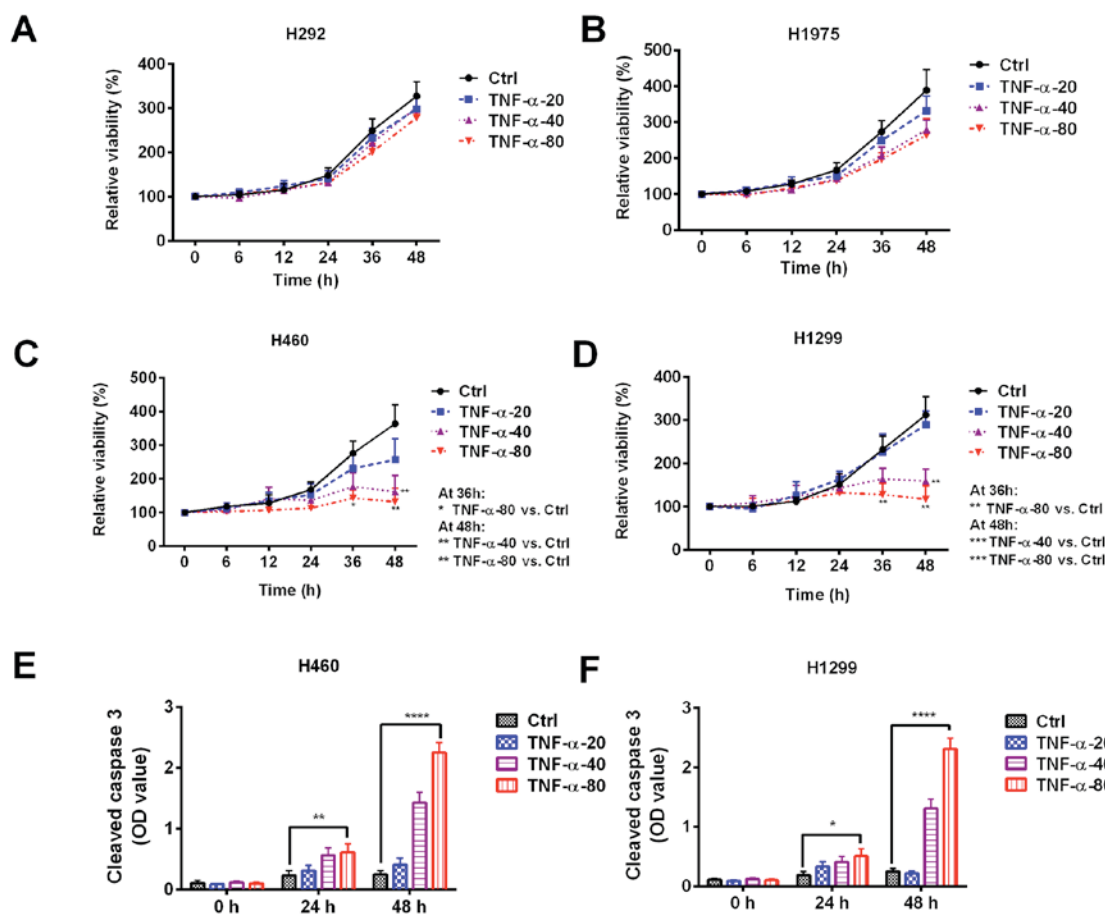 A
H292
Relative viability (%)
400
300
200
100
0
0 6 12 24 36 48
Time (h)
Ctrl
TNF-α-20
TNF-α-40
TNF-α-80
B
H1975
Relative viability (%)
500
400
300
200
100
0
0 6 12 24 36 48
Time (h)
Ctrl
TNF-α-20
TNF-α-40
TNF-α-80
C
H460
Relative viability (%)
500
400
300
200
100
0
0 6 12 24 36 48
Time (h)
Ctrl
TNF-α-20
TNF-α-40
TNF-α-80
**
*
**
At 36h:
* TNF-α-80 vs. Ctrl
At 48h:
** TNF-α-40 vs. Ctrl
** TNF-α-80 vs. Ctrl
D
H1299
Relative viability (%)
400
300
200
100
0
0 6 12 24 36 48
Time (h)
Ctrl
TNF-α-20
TNF-α-40
TNF-α-80
**
**
**
At 36h:
** TNF-α-80 vs. Ctrl
At 48h:
*** TNF-α-40 vs. Ctrl
*** TNF-α-80 vs. Ctrl
E
H460
Cleaved caspase 3
(OD value)
3
2
1
0
0 h 24 h 48 h
**
****
Ctrl
TNF-α-20
TNF-α-40
TNF-α-80
F
H1299
Cleaved caspase 3
(OD value)
3
2
1
0
0 h 24 h 48 h
*
****
Ctrl
TNF-α-20
TNF-α-40
TNF-α-80